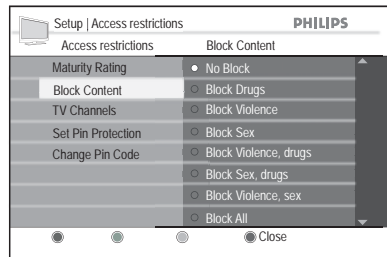 Setup | Access restrictions PHILIPS
Access restrictions Block Content
Maturity Rating
Block Content
TV Channels
Set Pin Protection
Change Pin Code
No Block
Block Drugs
Block Violence
Block Sex
Block Violence, drugs
Block Sex, drugs
Block Violence, sex
Block All
Close